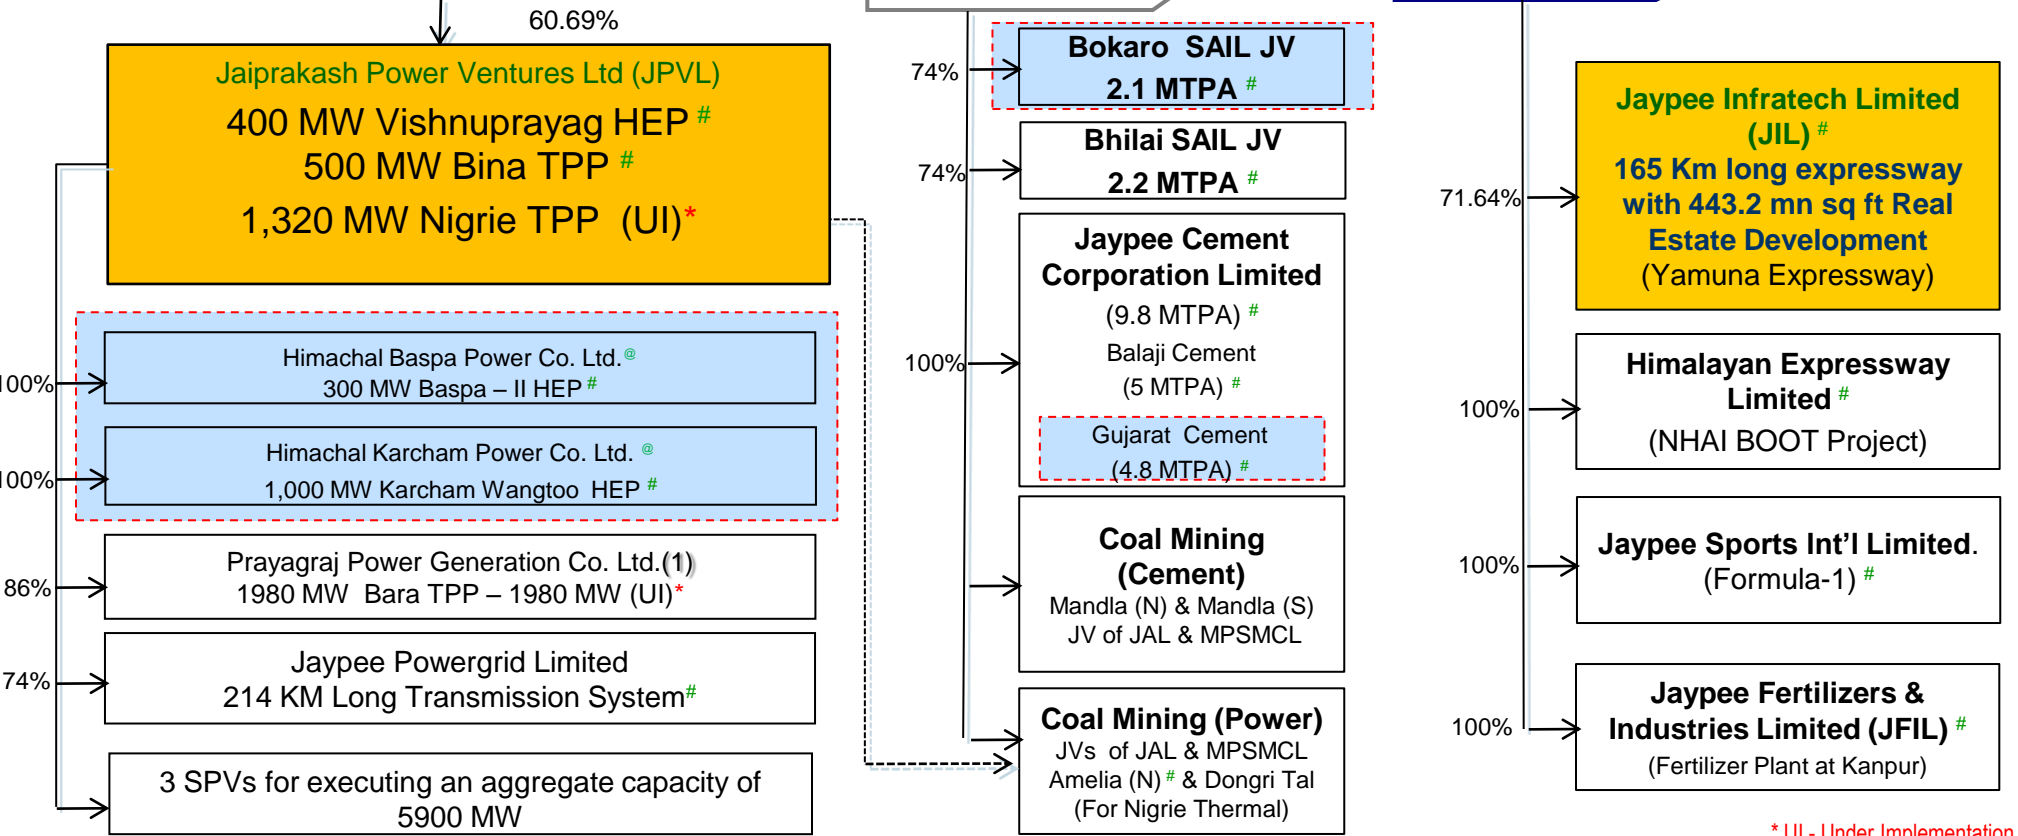 60.69%
Jaiprakash Power Ventures Ltd (JPVL)
400 MW Vishnuprayag HEP #
500 MW Bina TPP #
1,320 MW Nigrie TPP (UI)*
100%
Himachal Baspa Power Co. Ltd. @
300 MW Baspa – II HEP #
100%
Himachal Karcham Power Co. Ltd. @
1,000 MW Karcham Wangtoo HEP #
86%
Prayagraj Power Generation Co. Ltd.(1)
1980 MW Bara TPP – 1980 MW (UI)*
74%
Jaypee Powergrid Limited
214 KM Long Transmission System#
3 SPVs for executing an aggregate capacity of
5900 MW
74%
Bokaro SAIL JV
2.1 MTPA #
74%
Bhilai SAIL JV
2.2 MTPA #
100%
Jaypee Cement
Corporation Limited
(9.8 MTPA) #
Balaji Cement
(5 MTPA) #
Gujarat Cement
(4.8 MTPA) #
Coal Mining
(Cement)
Mandla (N) & Mandla (S)
JV of JAL & MPSMCL
Coal Mining (Power)
JVs of JAL & MPSMCL
Amelia (N) # & Dongri Tal
(For Nigrie Thermal)
71.64%
Jaypee Infratech Limited
(JIL) #
165 Km long expressway
with 443.2 mn sq ft Real
Estate Development
(Yamuna Expressway)
100%
Himalayan Expressway
Limited #
(NHAI BOOT Project)
100%
Jaypee Sports Int'l Limited.
(Formula-1) #
100%
Jaypee Fertilizers &
Industries Limited (JFIL) #
(Fertilizer Plant at Kanpur)
* UI - Under Implementation